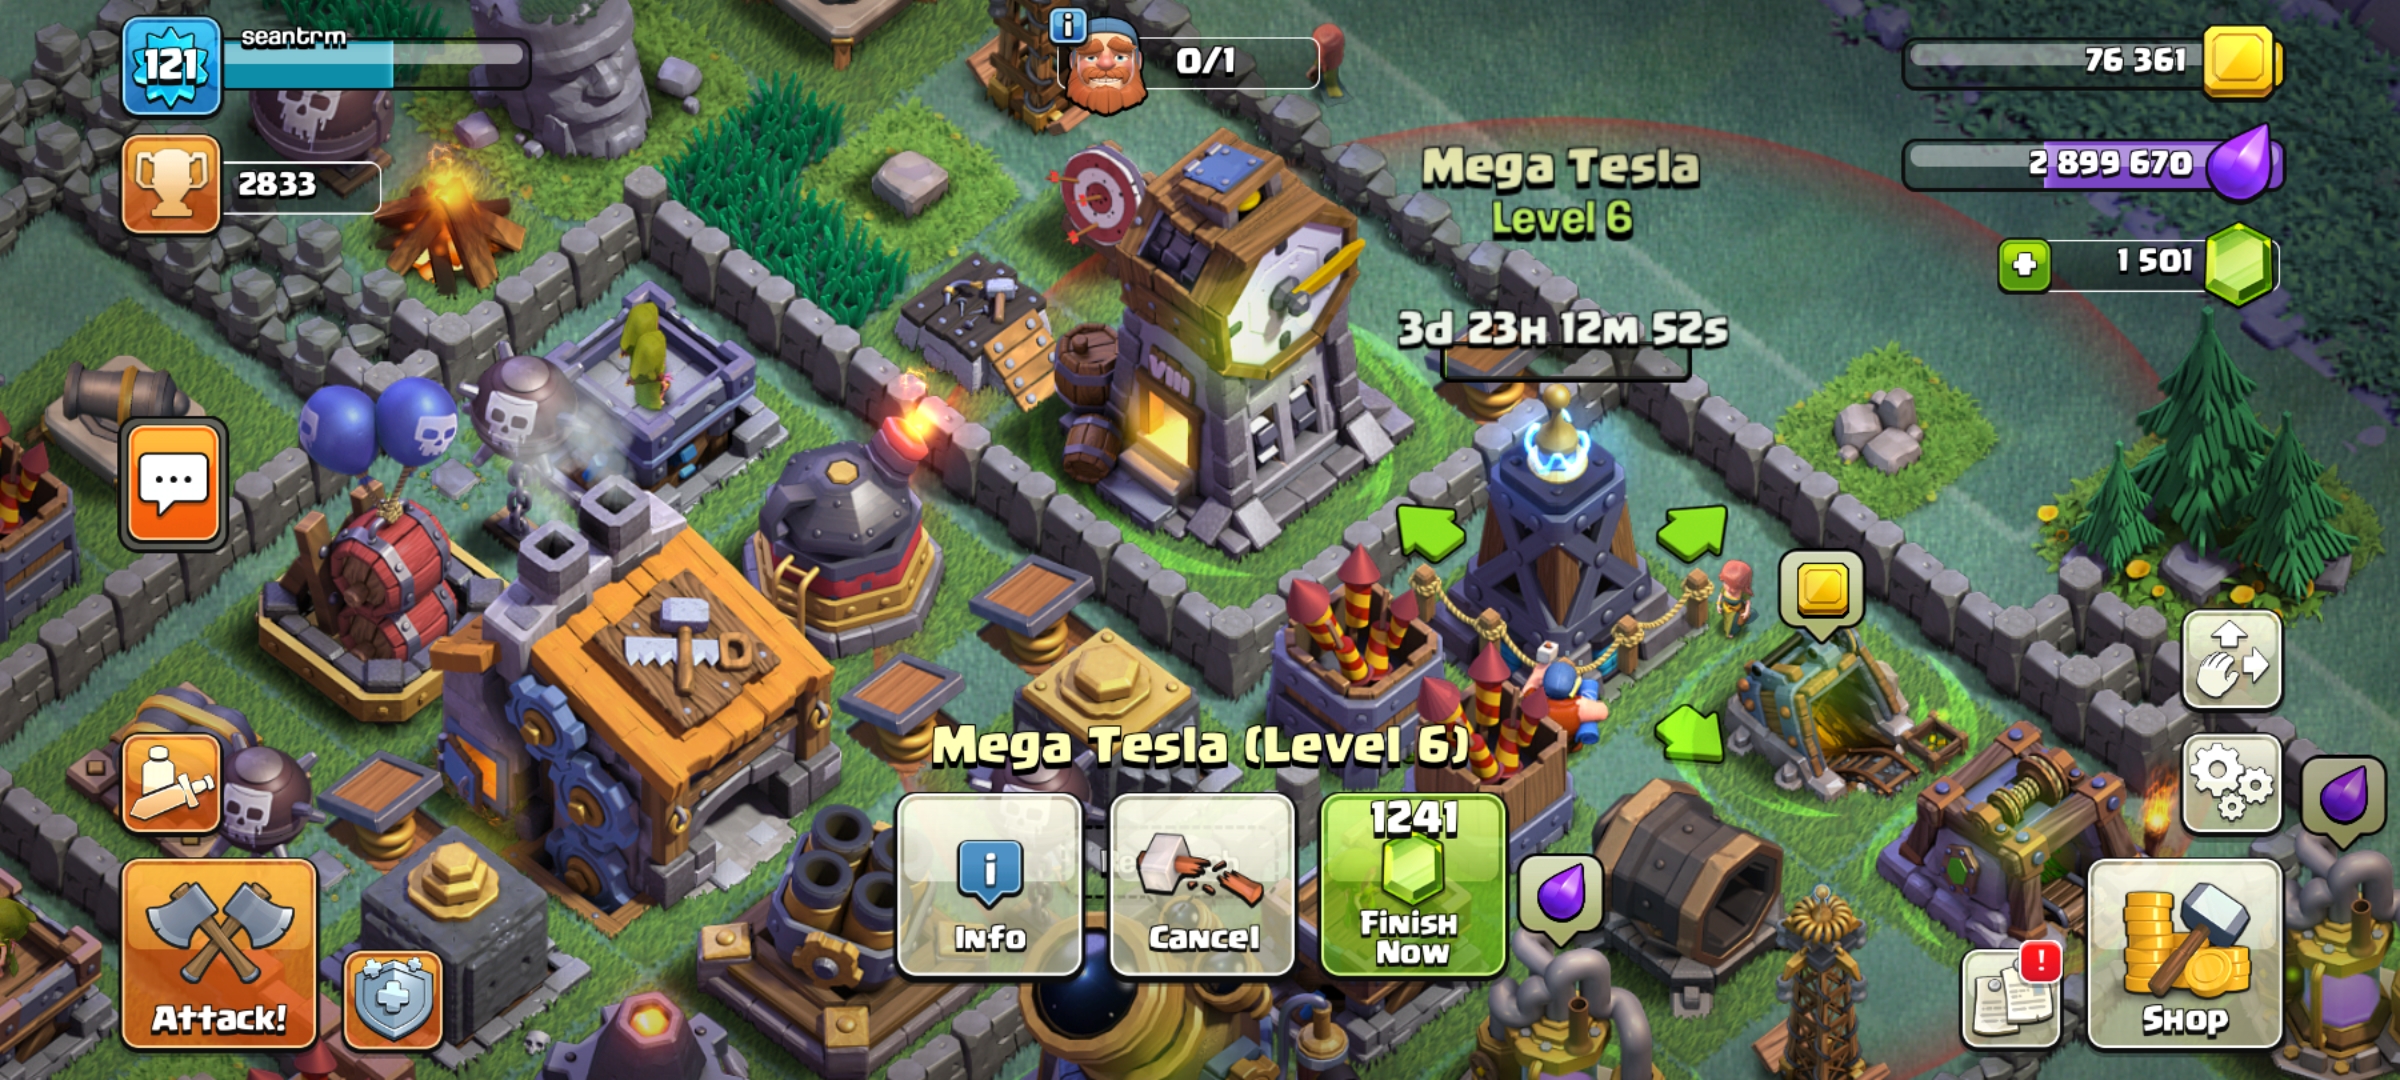 121
seantrm
0/1
76 361
2833
2 899 670
1 501
Mega Tesla
Level 6
3d 23H 12M 52s
VIII
Mega Tesla (Level 6)
Info
Cancel
1241
Finish
Now
Attack!
!
Shop